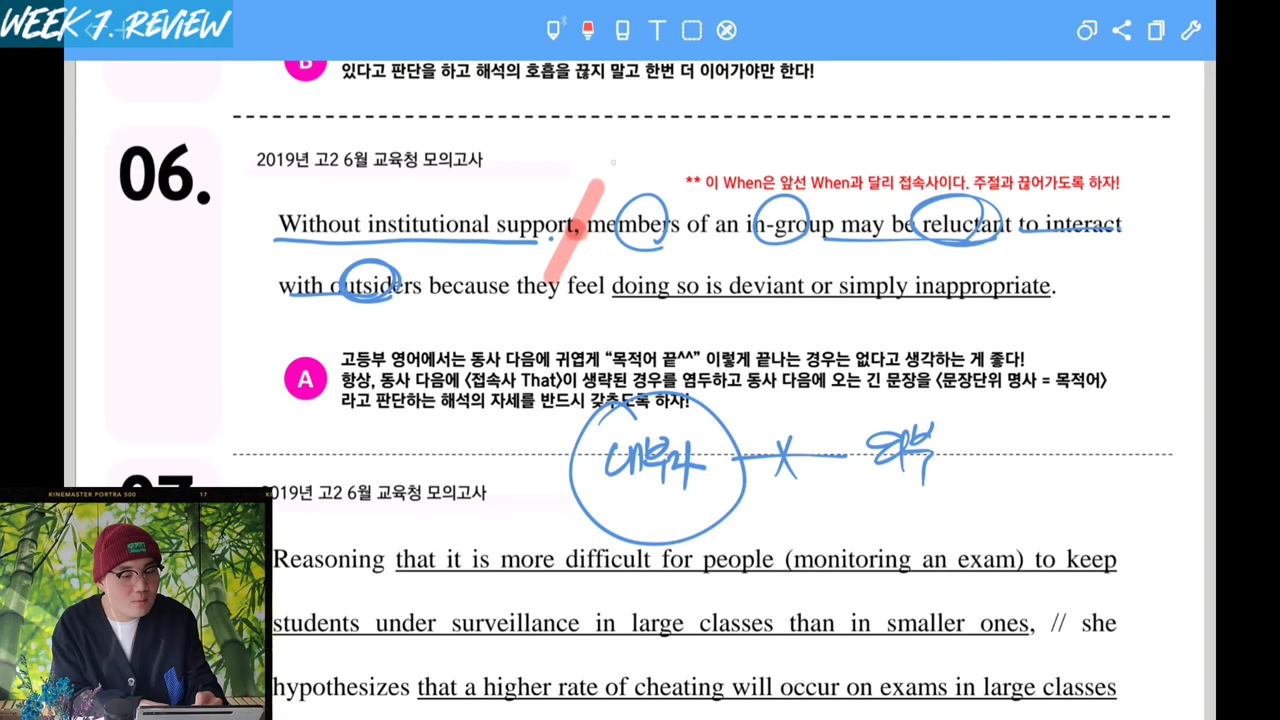 WEEK 7. REVIEW
T
B
있다고 판단을 하고 해석의 호흡을 끊지 말고 한번 더 이어가야만 한다!
06.
2019년 고2 6월 교육청 모의고사
** 이 When은 앞선 When과 달리 접속사이다. 주절과 끊어가도록 하자!
Without institutional support, members of an in-group may be reluctant to interact
with outsiders because they feel doing so is deviant or simply inappropriate.
A
고등부 영어에서는 동사 다음에 귀엽게 “목적어 끝^^” 이렇게 끝나는 경우는 없다고 생각하는 게 좋다!
항상, 동사 다음에 <접속사 That>이 생략된 경우를 염두하고 동사 다음에 오는 긴 문장을 <문장단위 명사 = 목적어>
라고 판단하는 해석의 자세를 반드시 갖추도록 하자!
내부자 X 외부
07
2019년 고2 6월 교육청 모의고사
KINEMASTER PORTRA 500 17
Reasoning that it is more difficult for people (monitoring an exam) to keep
students under surveillance in large classes than in smaller ones, // she
hypothesizes that a higher rate of cheating will occur on exams in large classes